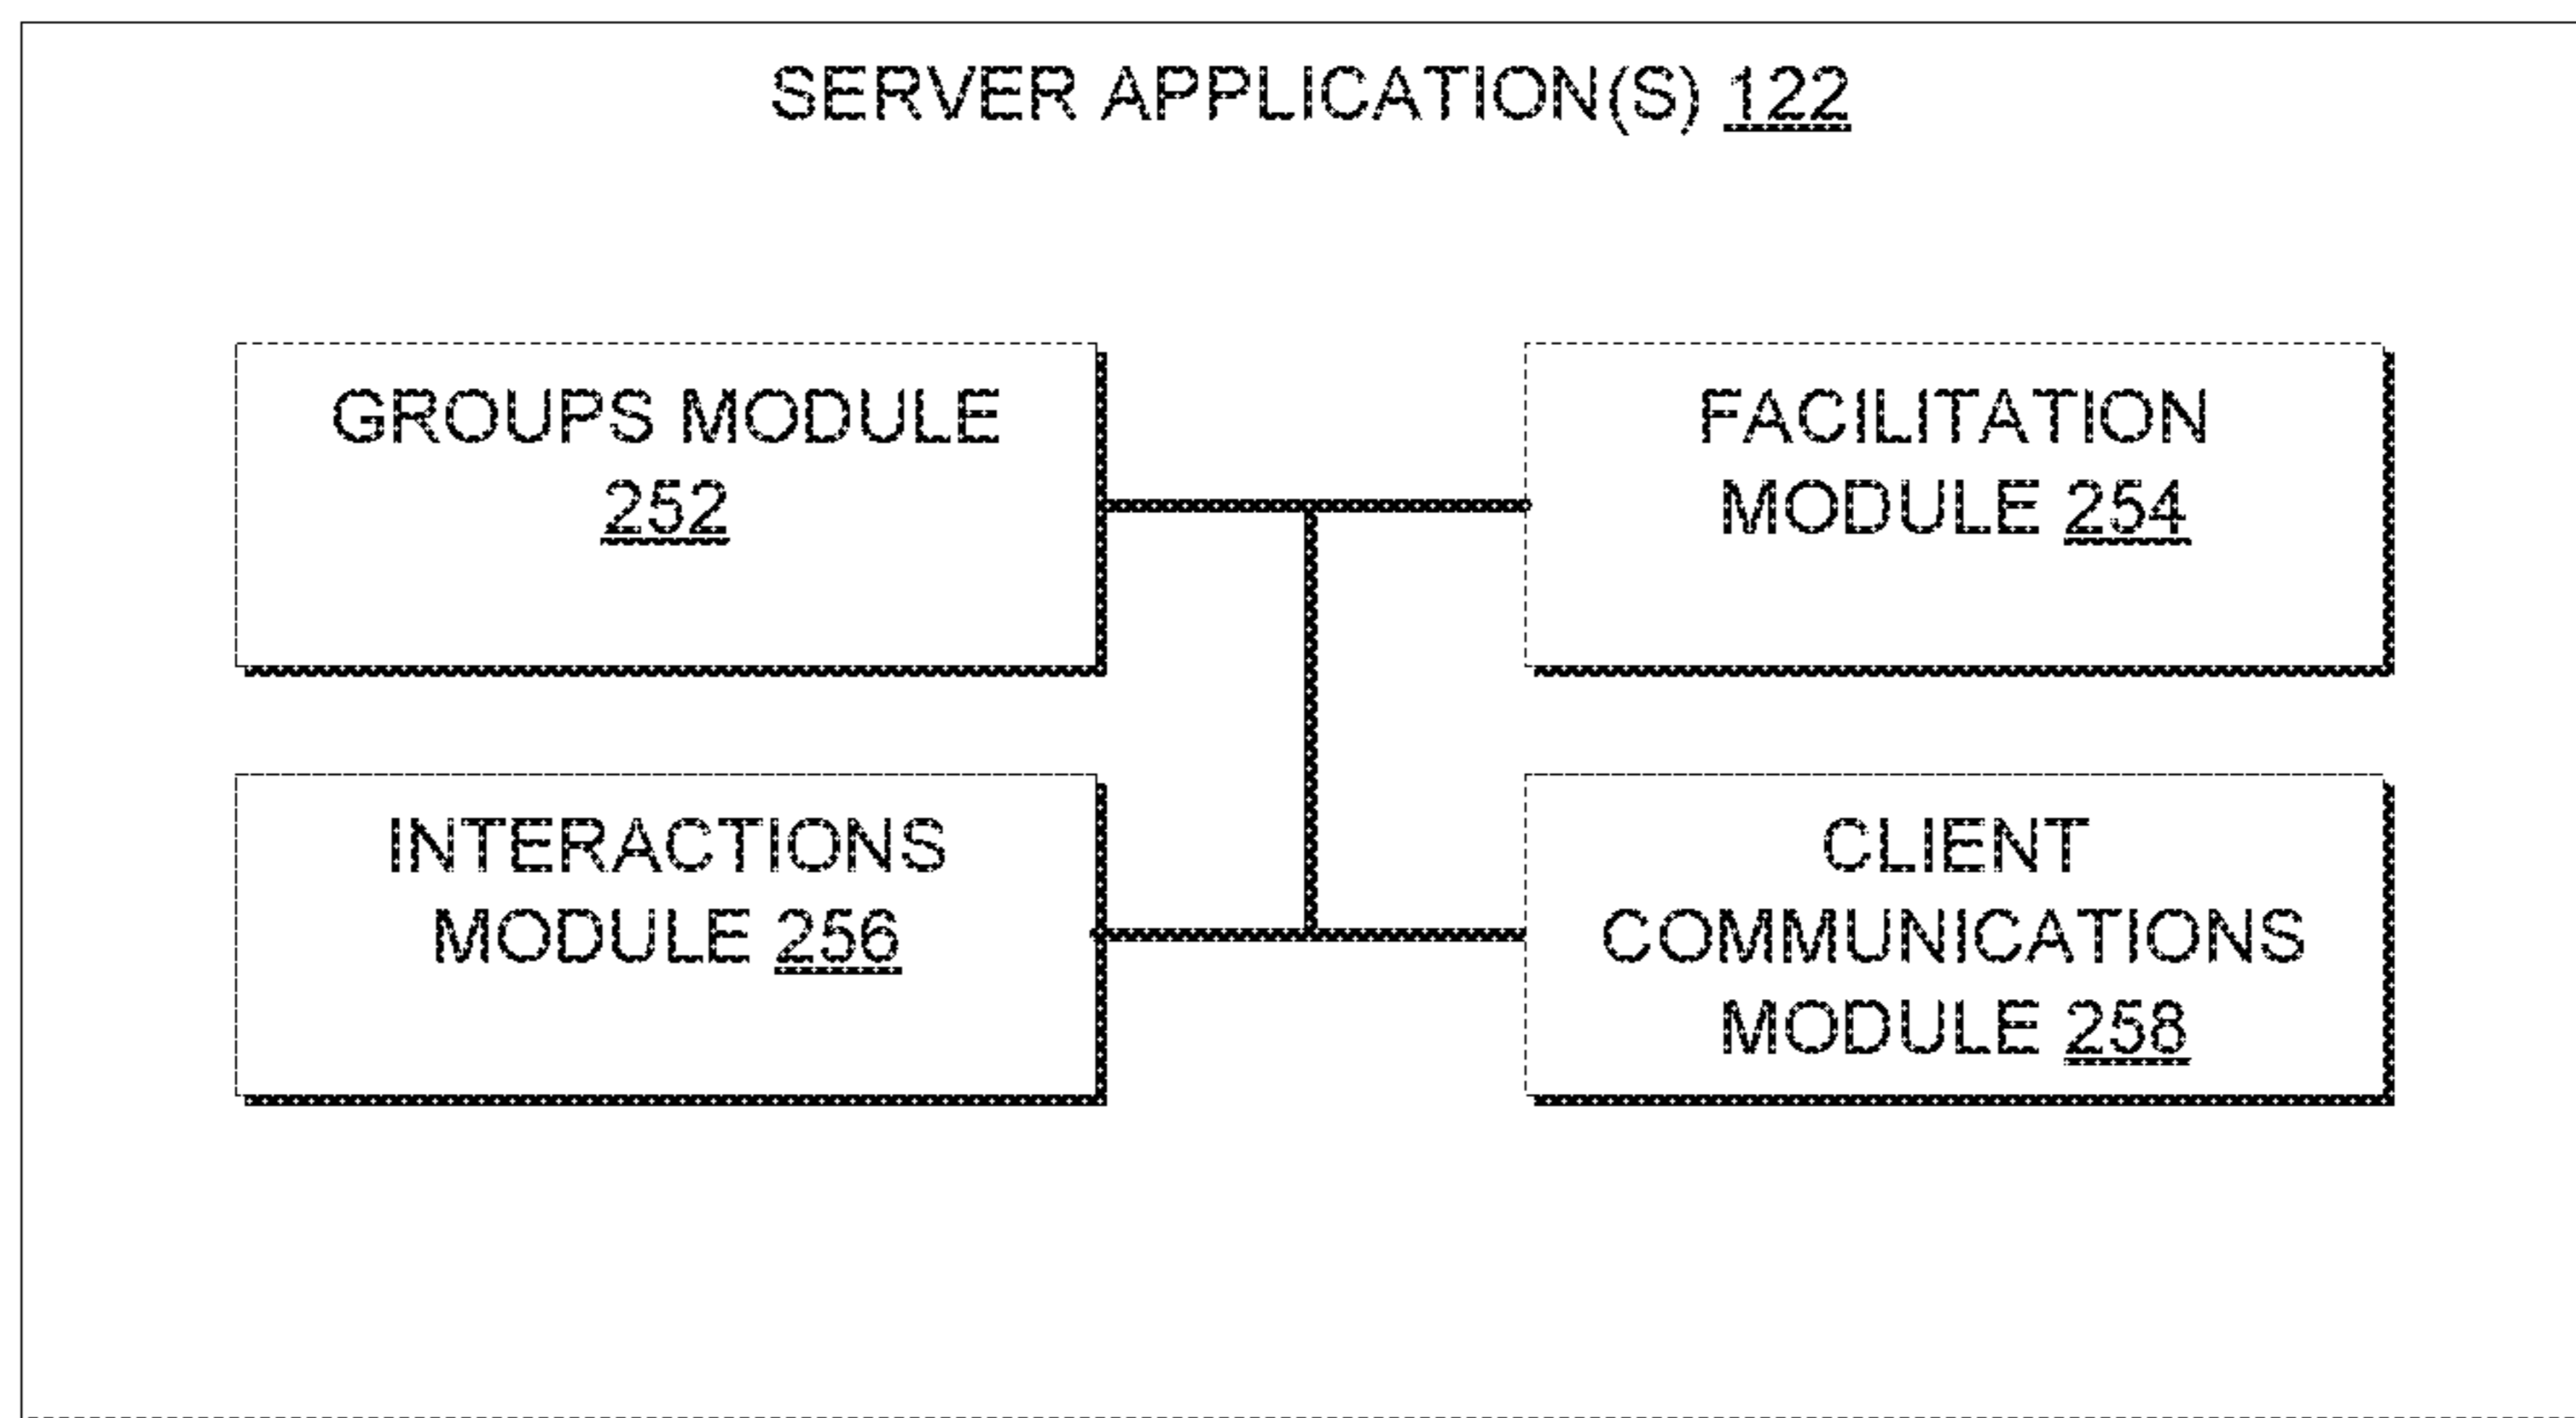 SERVER APPLICATION(S) 122
GROUPS MODULE
252
FACILITATION
MODULE 254
INTERACTIONS
MODULE 256
CLIENT
COMMUNICATIONS
MODULE 258